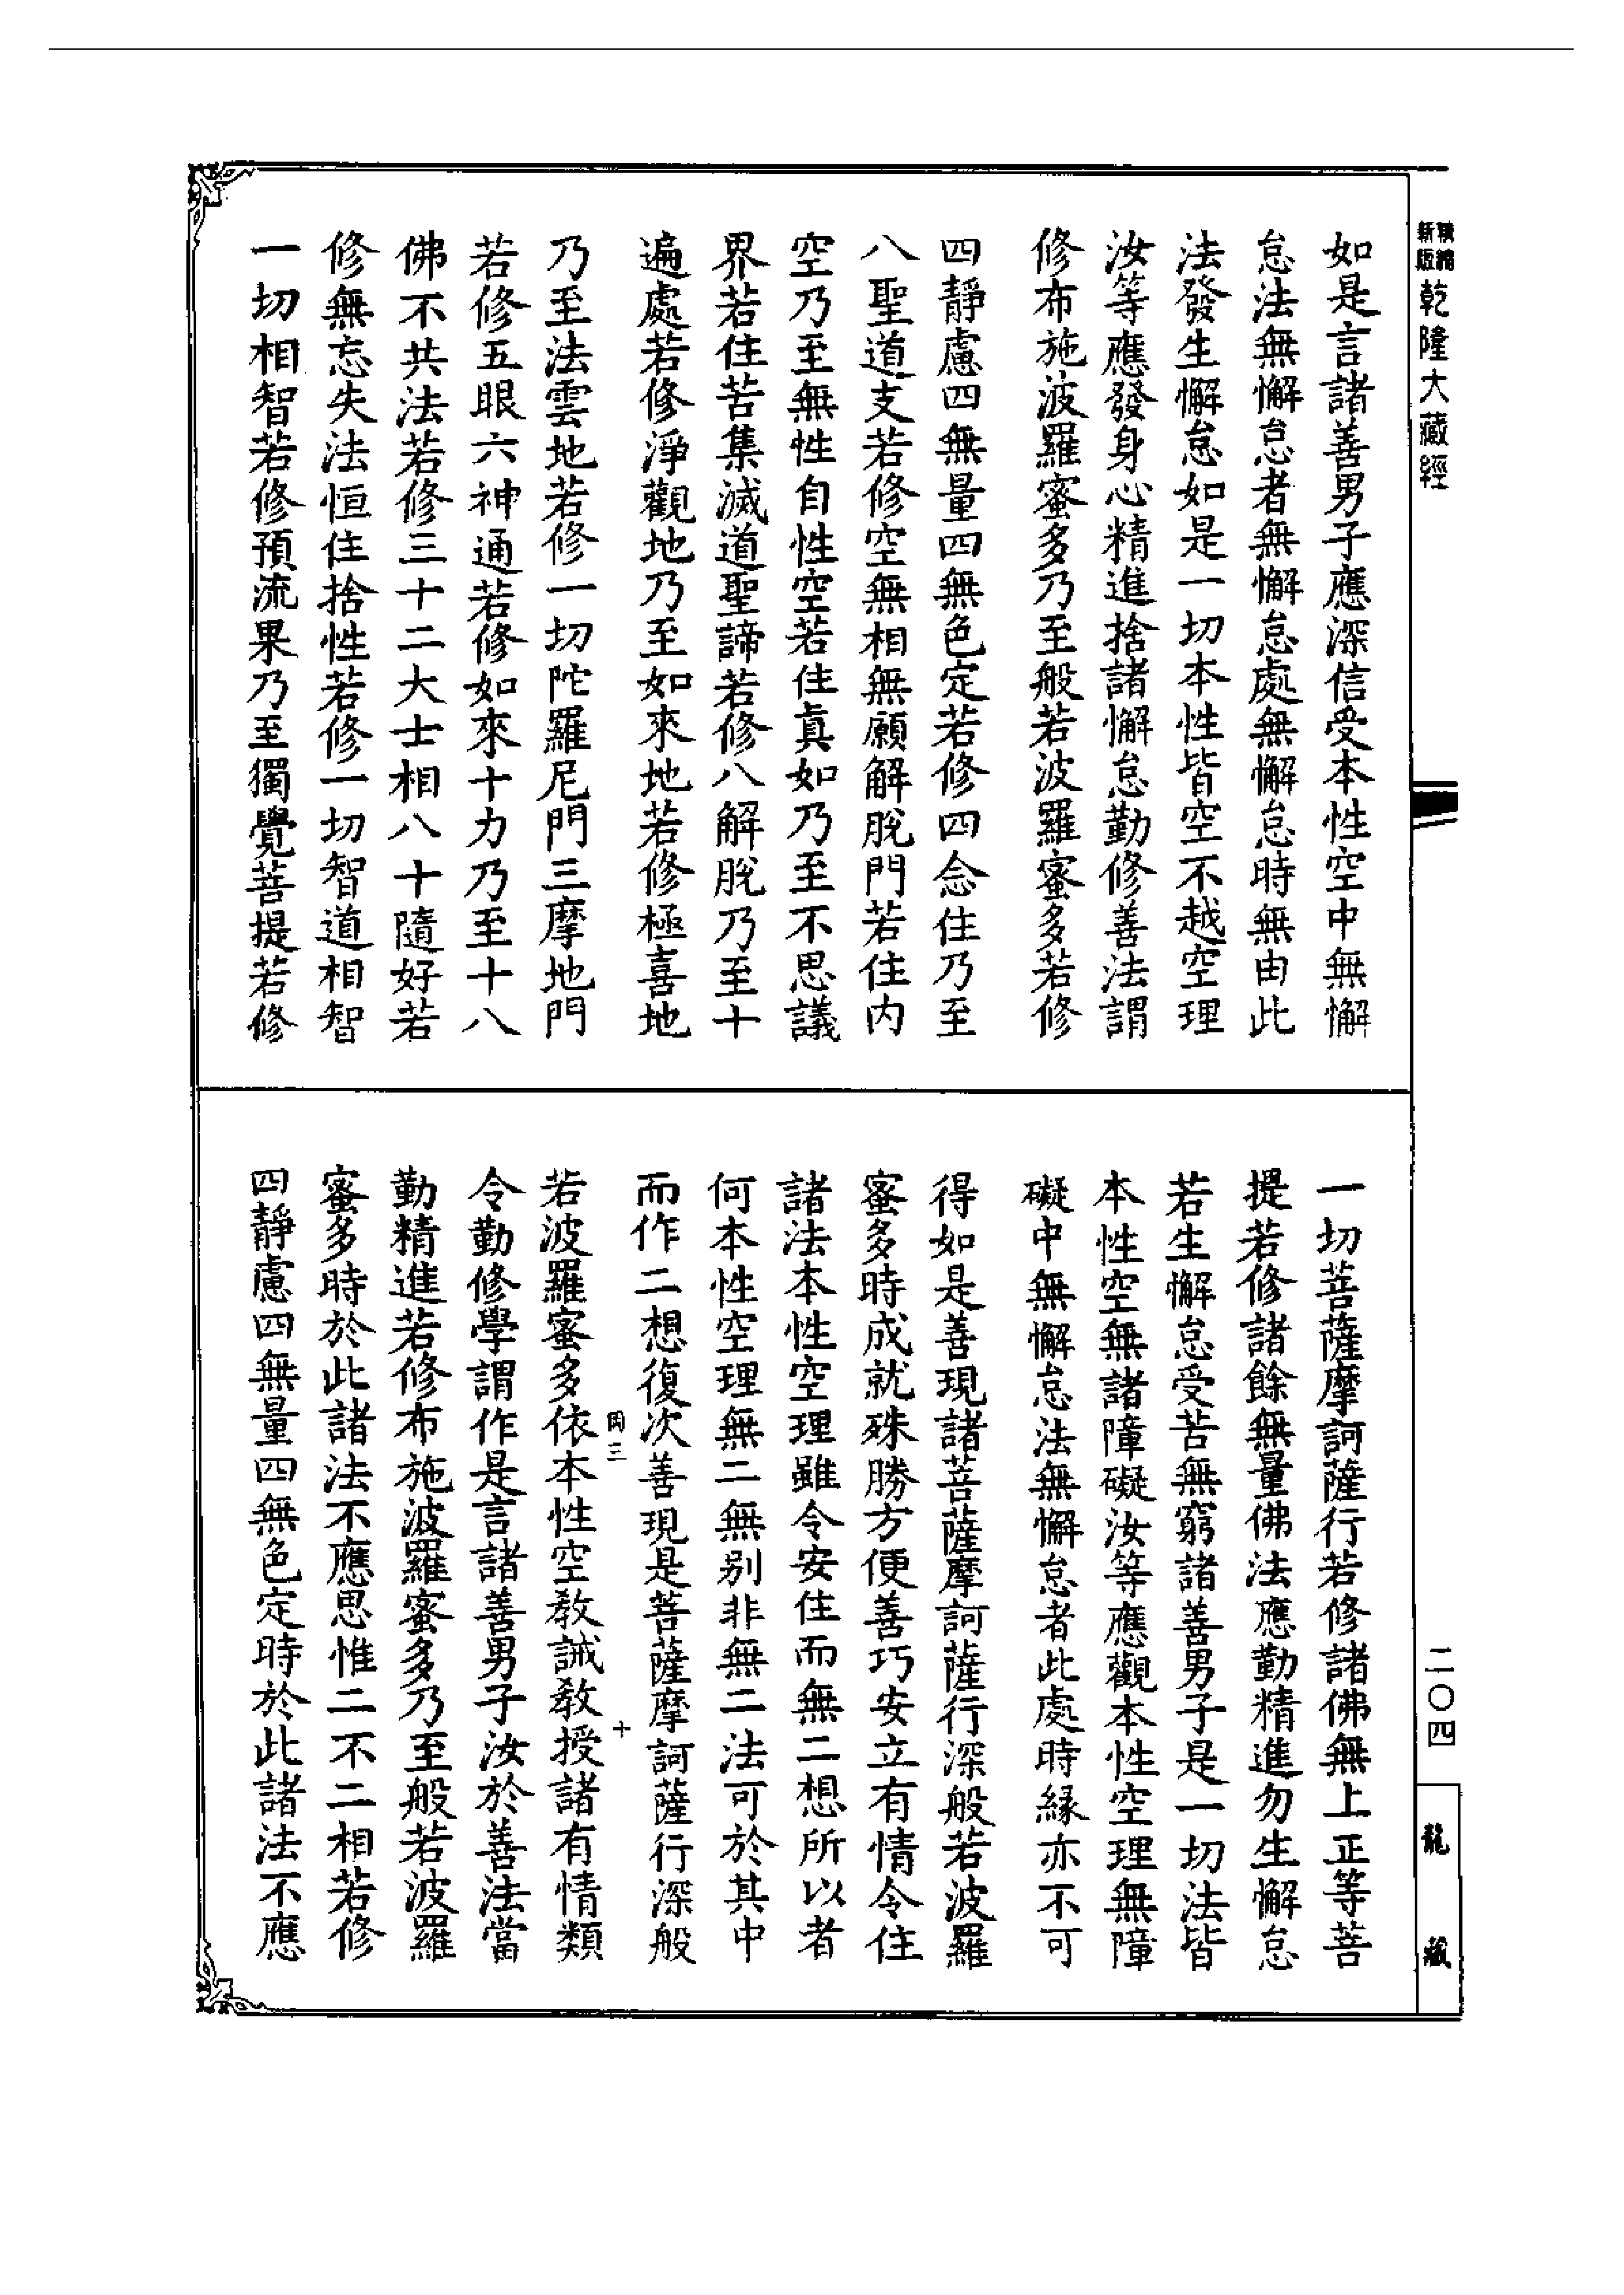 新版精縮乾隆大藏經
如是言諸善男子應深信受本性空中無懈
怠法無懈怠者無懈怠處無懈怠時無由此
法發生懈怠如是一切本性皆空不越空理
汝等應發身心精進捨諸懈怠勤修善法謂
修布施波羅蜜多乃至般若波羅蜜多若修
四靜慮四無量四無色定若修四念住乃至
八聖道支若修空無相無願解脫門若住內
空乃至無性自性空若住真如乃至不思議
界若住苦集滅道聖諦若修八解脫乃至十
遍處若修淨觀地乃至如來地若修極喜地
乃至法雲地若修一切陀羅尼門三摩地門
若修五眼六神通若修如來十力乃至十八
佛不共法若修三十二大士相八十隨好若
修無忘失法恒住捨性若修一切智道相智
一切相智若修預流果乃至獨覺菩提若修
一切菩薩摩訶薩行若修諸佛無上正等菩
提若修諸餘無量佛法應勤精進勿生懈怠
若生懈怠受苦無窮諸善男子是一切法皆
本性空無諸障礙汝等應觀本性空理無障
礙中無懈怠法無懈怠者此處時緣亦不可
得如是善現諸菩薩摩訶薩行深般若波羅
蜜多時成就殊勝方便善巧安立有情令住
諸法本性空理雖令安住而無二想所以者
何本性空理無二無別非無二法可於其中
而作二想復次善現是菩薩摩訶薩行深般
若波羅蜜多依本性空教誡教授諸有情類
令勤修學謂作是言諸善男子汝於善法當
勤精進若修布施波羅蜜多乃至般若波羅
蜜多時於此諸法不應思惟二不二相若修
四靜慮四無量四無色定時於此諸法不應
三
十
二〇四
龍藏